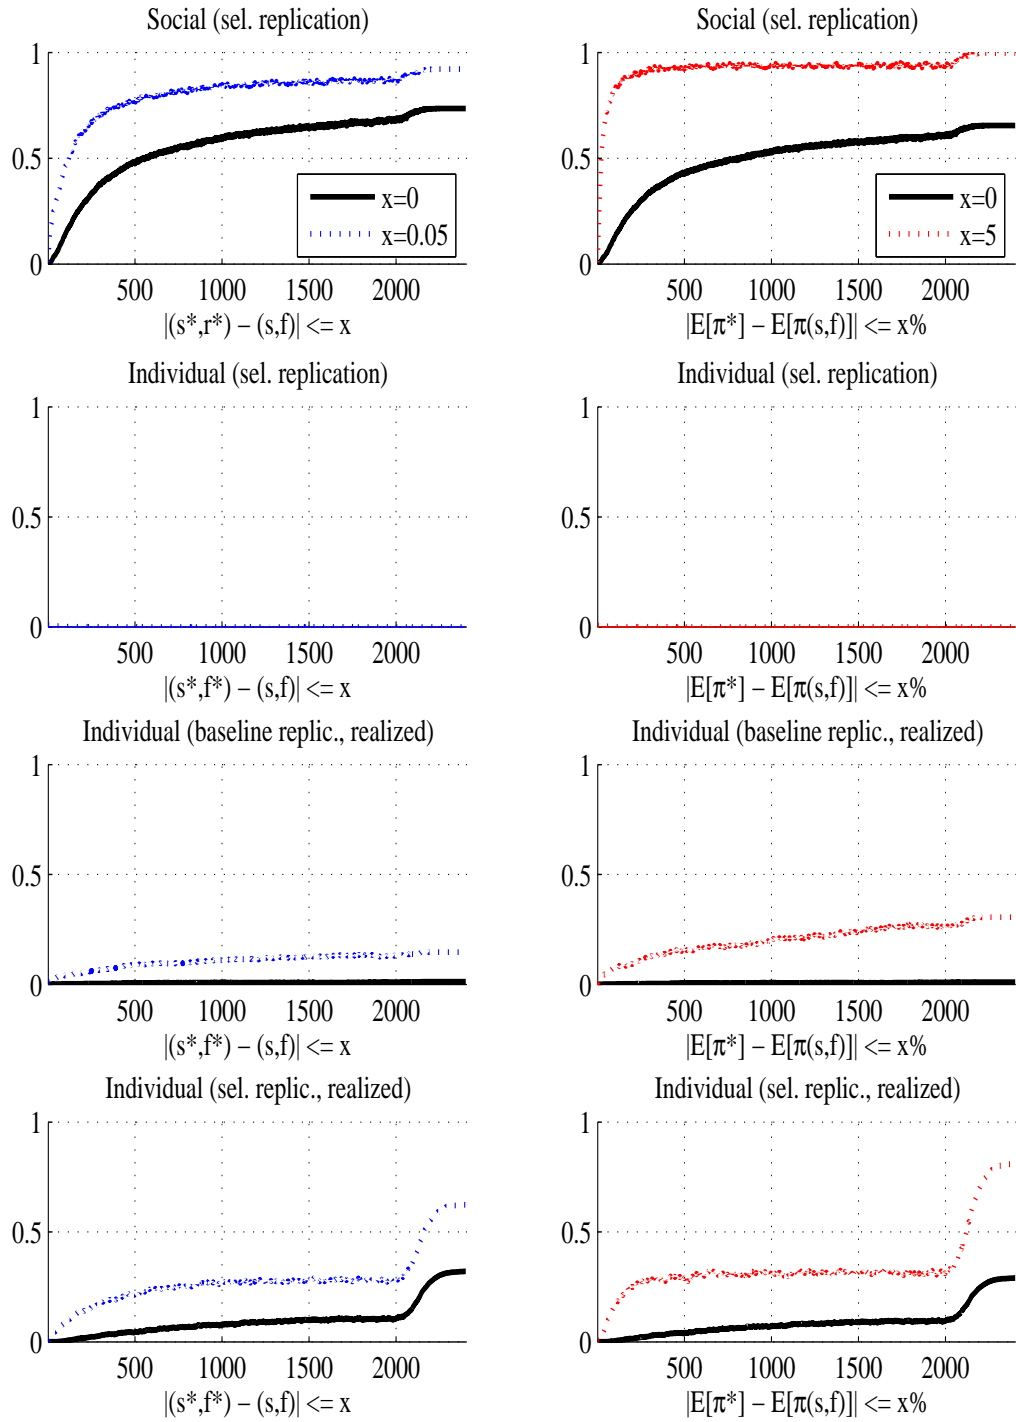 Social (sel. replication)
1
0.5
0
x=0
x=0.05
500 1000 1500 2000
|(s*,r*) − (s,f)| <= x
Social (sel. replication)
1
0.5
0
x=0
x=5
500 1000 1500 2000
|E[π*] − E[π(s,f)]| <= x%
Individual (sel. replication)
1
0.5
0
500 1000 1500 2000
|(s*,f*) − (s,f)| <= x
Individual (sel. replication)
1
0.5
0
500 1000 1500 2000
|E[π*] − E[π(s,f)]| <= x%
Individual (baseline replic., realized)
1
0.5
0
500 1000 1500 2000
|(s*,f*) − (s,f)| <= x
Individual (baseline replic., realized)
1
0.5
0
500 1000 1500 2000
|E[π*] − E[π(s,f)]| <= x%
Individual (sel. replic., realized)
1
0.5
0
500 1000 1500 2000
|(s*,f*) − (s,f)| <= x
Individual (sel. replic., realized)
1
0.5
0
500 1000 1500 2000
|E[π*] − E[π(s,f)]| <= x%